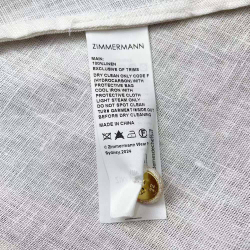 ZIMMERMANN
MAIN:
100%LINEN
EXCLUSIVE OF TRIMS
DRY CLEAN ONLY CODE P
(HYDROCARBON) WITH
PROTECTIVE BAG
COOL IRON WITH
PROTECTIVE CLOTH
LIGHT STEAM ONLY
DO NOT SPOT CLEAN
TURN GARMENT INSIDE OUT
BEFORE DRY CLEANING
MADE IN CHINA
© Zimmermann Wear
Sydney 2024